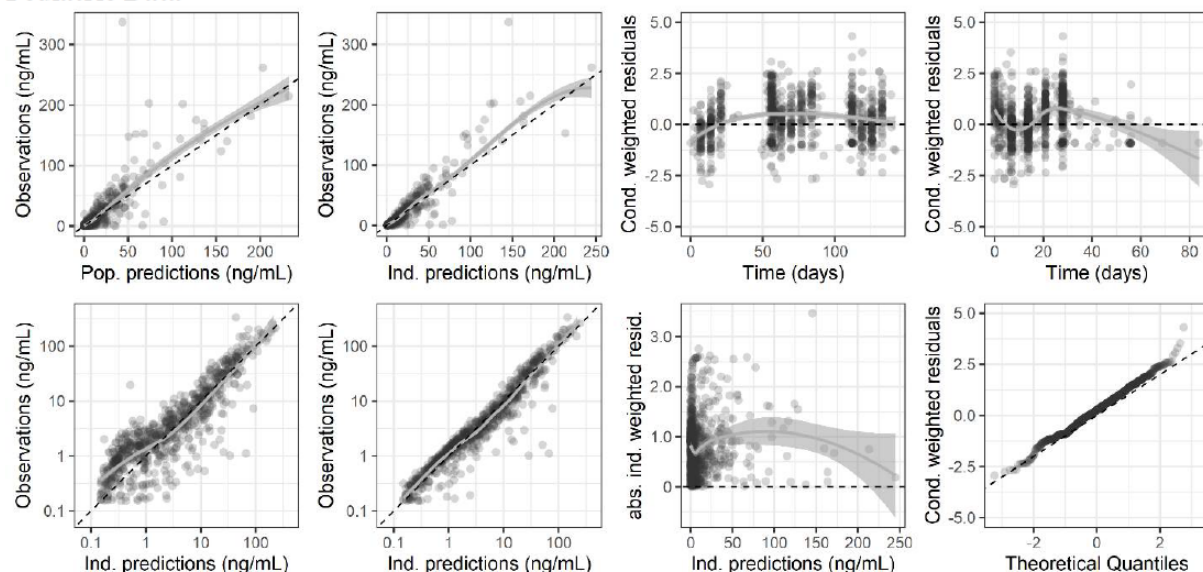 300
200
100
0
Observations (ng/mL)
0 50 100 150 200
Pop. predictions (ng/mL)
300
200
100
0
Observations (ng/mL)
0 50 100 150 200 250
Ind. predictions (ng/mL)
5.0
2.5
0.0
-2.5
-5.0
Cond. weighted residuals
0 50 100
Time (days)
5.0
2.5
0.0
-2.5
-5.0
Cond. weighted residuals
0 20 40 60 80
Time (days)
100
10
1
0.1
Observations (ng/mL)
0.1 1 10 100
Ind. predictions (ng/mL)
100
10
1
0.1
Observations (ng/mL)
0.1 1 10 100
Ind. predictions (ng/mL)
3.0
2.0
1.0
0
abs. ind. weighted resid.
0 50 100 150 200 250
Ind. predictions (ng/mL)
5.0
2.5
0.0
-2.5
-5.0
Cond. weighted residuals
-2 0 2
Theoretical Quantiles